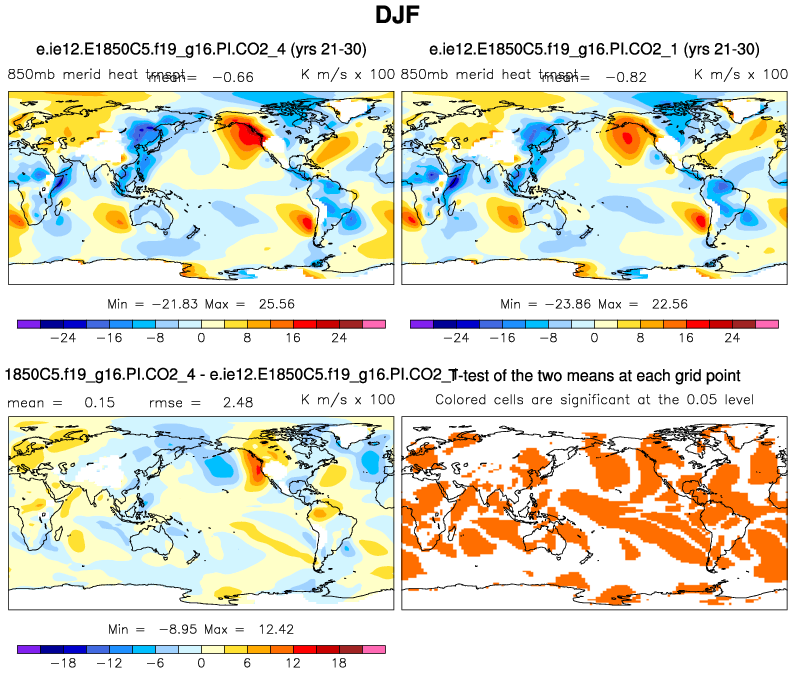 DJF
e.ie12.E1850C5.f19_g16.PI.CO2_4 (yrs 21-30)
e.ie12.E1850C5.f19_g16.PI.CO2_1 (yrs 21-30)
850mb merid heat trnspt mean= −0.66 K m/s x 100
850mb merid heat trnspt mean= −0.82 K m/s x 100
Min = −21.83 Max = 25.56
Min = −23.86 Max = 22.56
−24 −16 −8 0 8 16 24
−24 −16 −8 0 8 16 24
1850C5.f19_g16.PI.CO2_4 - e.ie12.E1850C5.f19_g16.PI.CO2_1
T-test of the two means at each grid point
mean = 0.15 rmse = 2.48 K m/s x 100
Colored cells are significant at the 0.05 level
Min = −8.95 Max = 12.42
−18 −12 −6 0 6 12 18